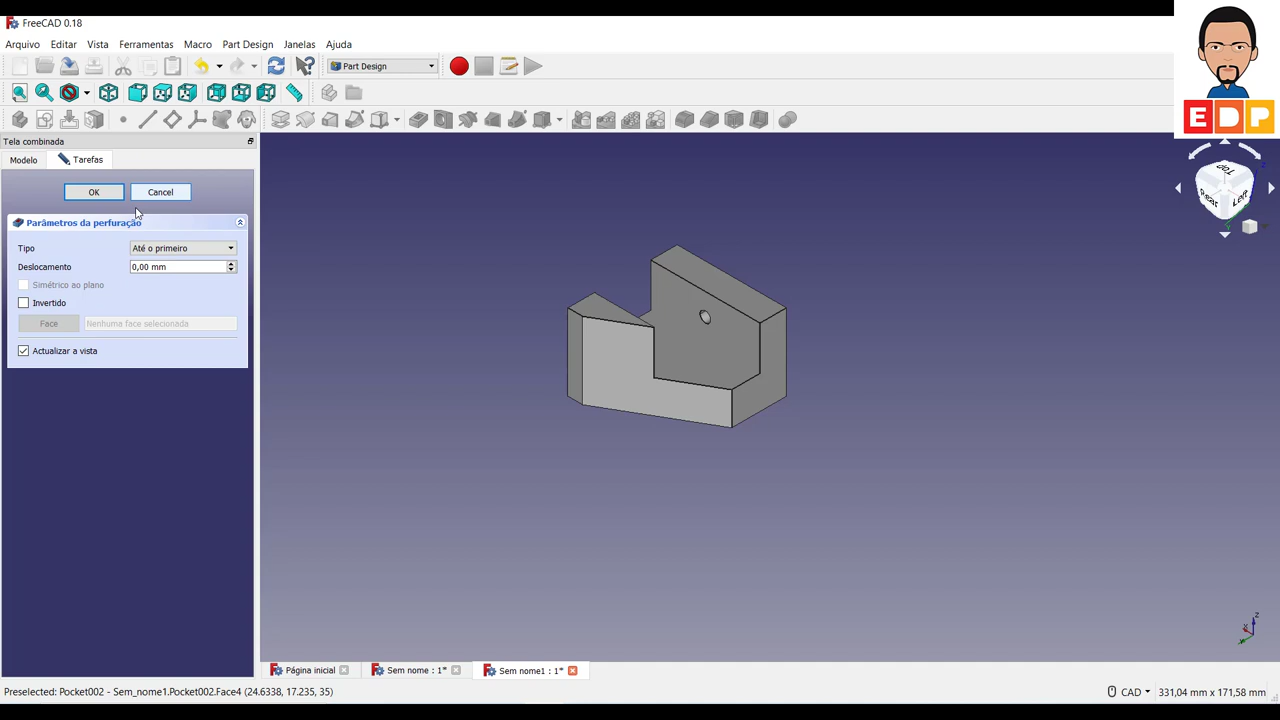 FreeCAD 0.18
Arquivo Editar Vista Ferramentas Macro Part Design Janelas Ajuda
Part Design
EDP
Tela combinada
Modelo Tarefas
OK Cancel
Parâmetros da perfuração
Tipo Até o primeiro
Deslocamento 0,00 mm
Simétrico ao plano
Invertido
Face Nenhuma face selecionada
Actualizar a vista
Top
Rear Left
Página inicial Sem nome : 1* Sem nome1 : 1*
Preselected: Pocket002 - Sem_nome1.Pocket002.Face4 (24.6338, 17.235, 35) CAD 331,04 mm x 171,58 mm